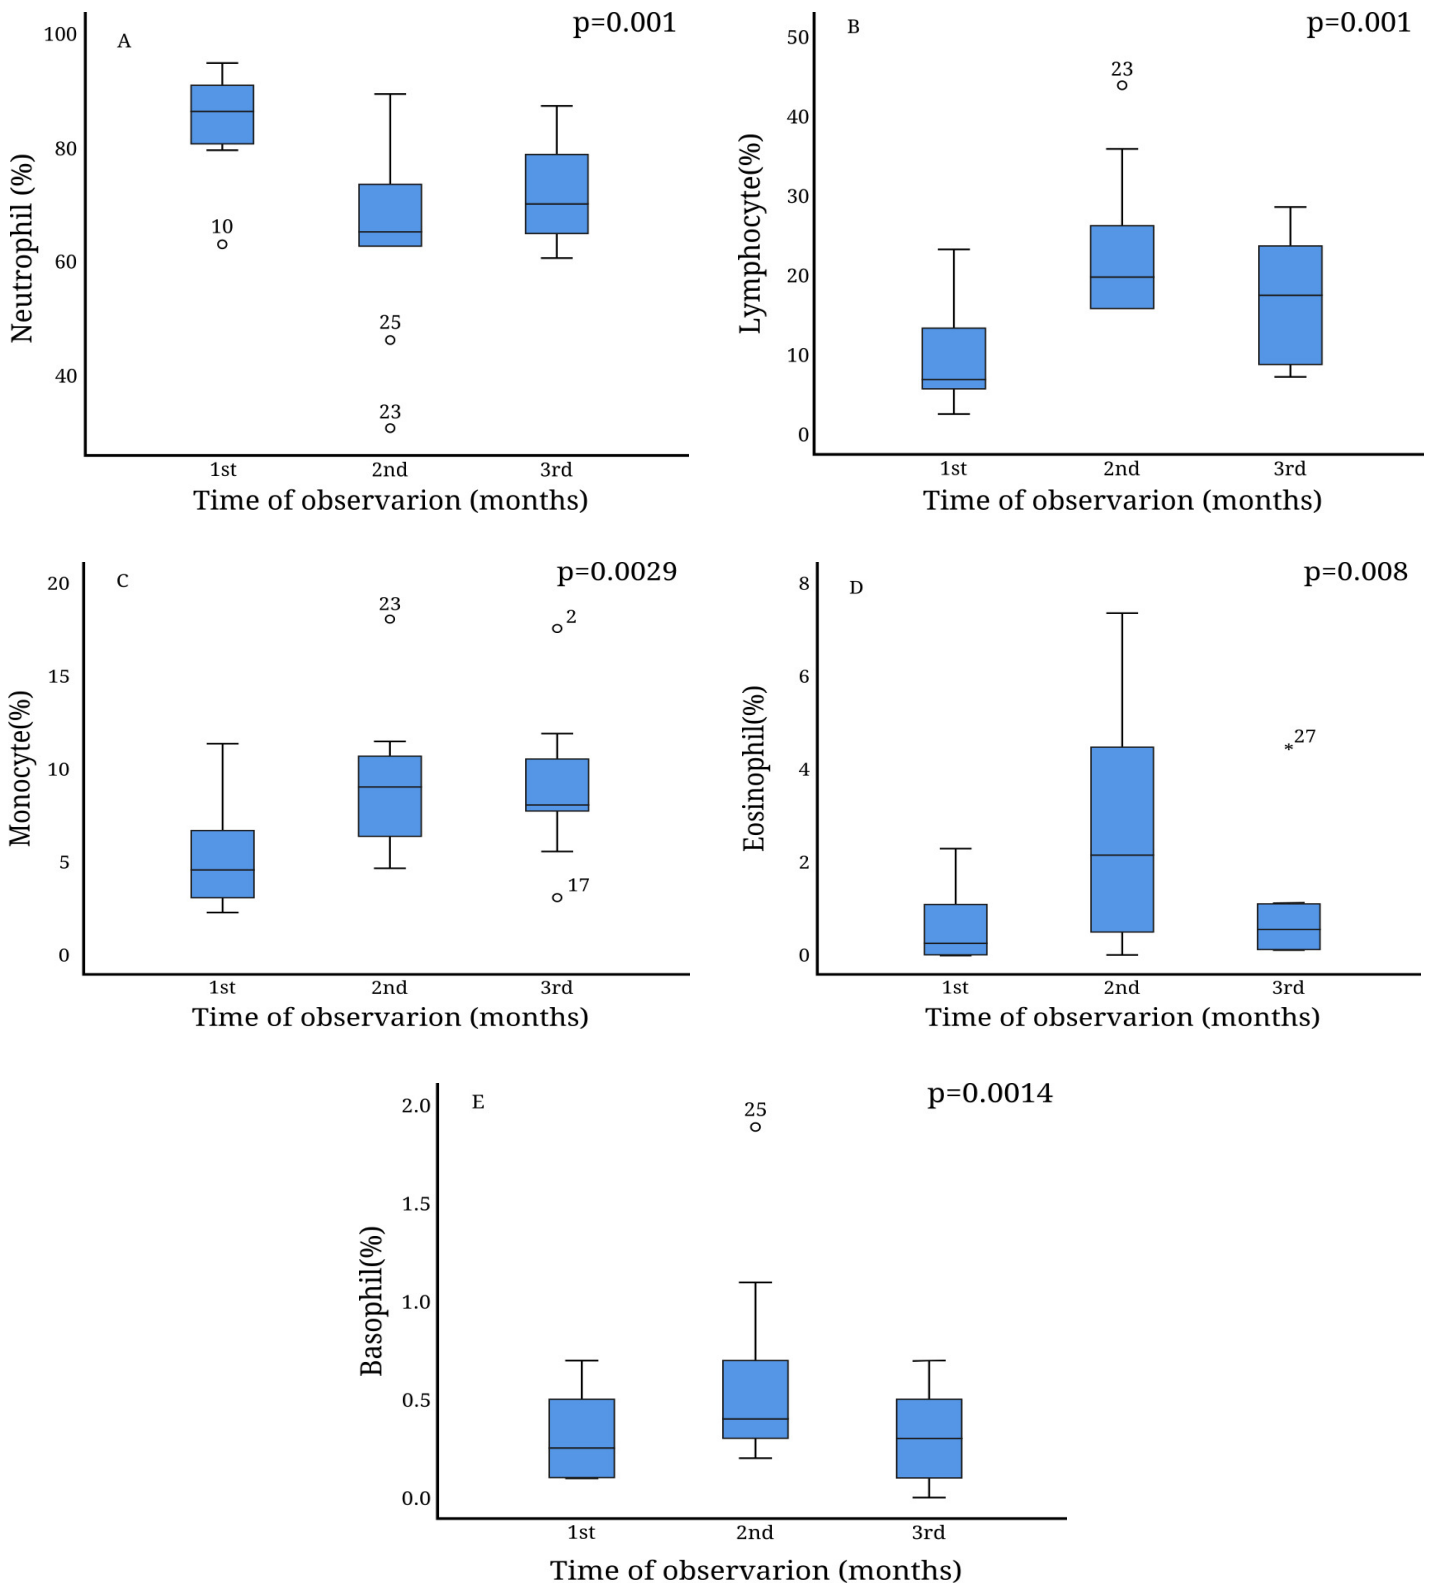 p=0.001
A
100
80
60
40
Neutrophil (%)
10
25
23
1st 2nd 3rd
Time of observarion (months)
p=0.001
B
50
40
30
20
10
0
Lymphocyte(%)
23
1st 2nd 3rd
Time of observarion (months)
p=0.0029
C
20
15
10
5
0
Monocyte(%)
23
2
17
1st 2nd 3rd
Time of observarion (months)
p=0.008
D
8
6
4
2
0
Eosinophil(%)
*27
1st 2nd 3rd
Time of observarion (months)
p=0.0014
E
2.0
1.5
1.0
0.5
0.0
Basophil(%)
25
1st 2nd 3rd
Time of observarion (months)